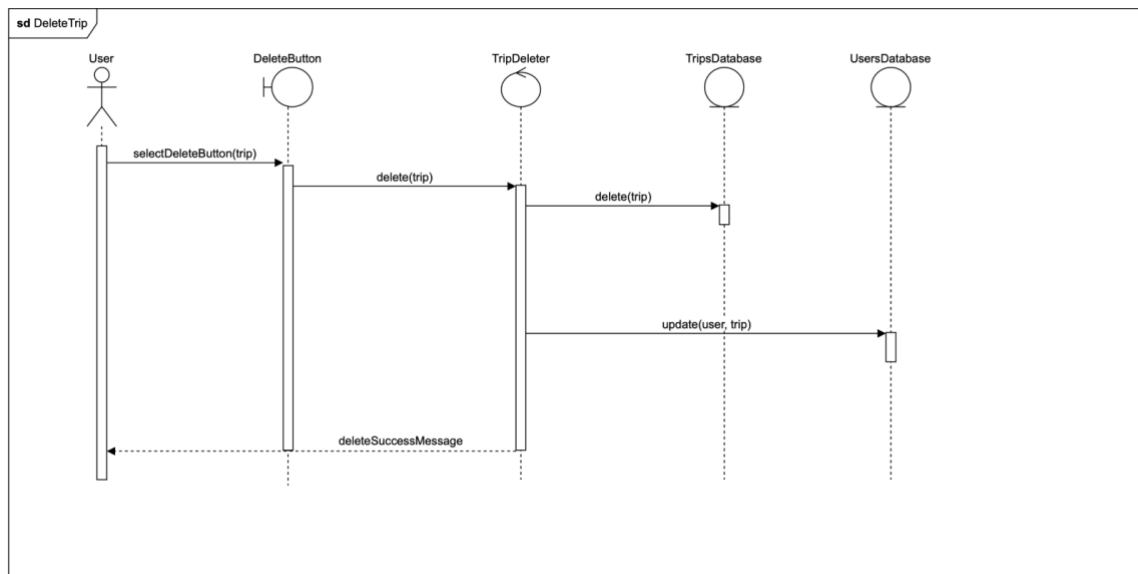 sd DeleteTrip
User
DeleteButton
TripDeleter
TripsDatabase
UsersDatabase
selectDeleteButton(trip)
delete(trip)
delete(trip)
update(user, trip)
deleteSuccessMessage